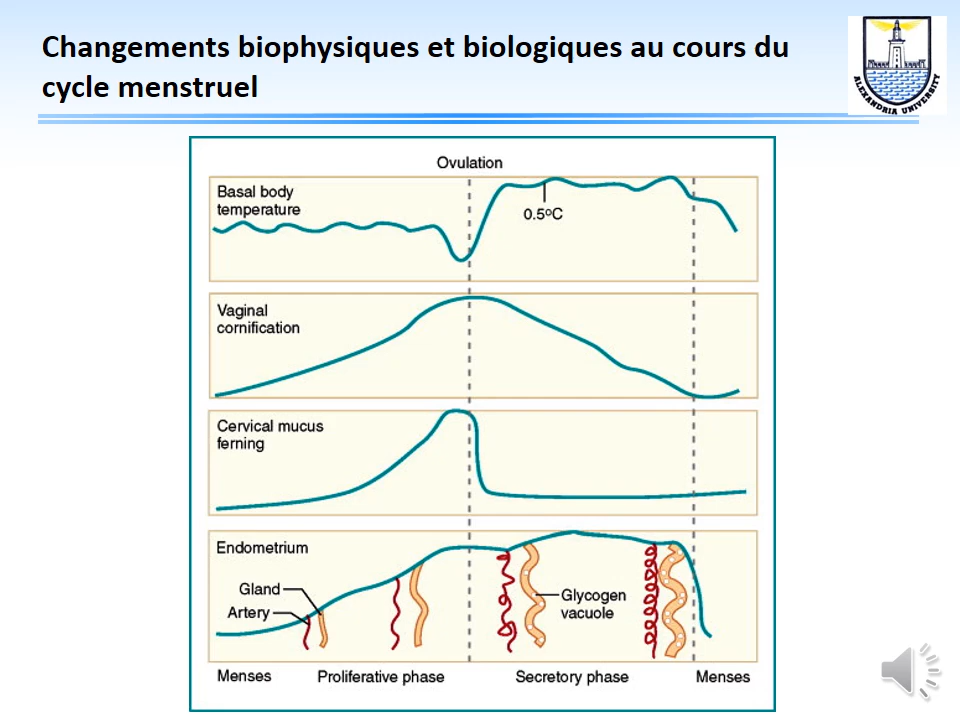 Changements biophysiques et biologiques au cours du
cycle menstruel
ALEXANDRIA UNIVERSITY
Ovulation
Basal body
temperature
0.5°C
Vaginal
cornification
Cervical mucus
ferning
Endometrium
Gland
Artery
Glycogen
vacuole
Menses
Proliferative phase
Secretory phase
Menses